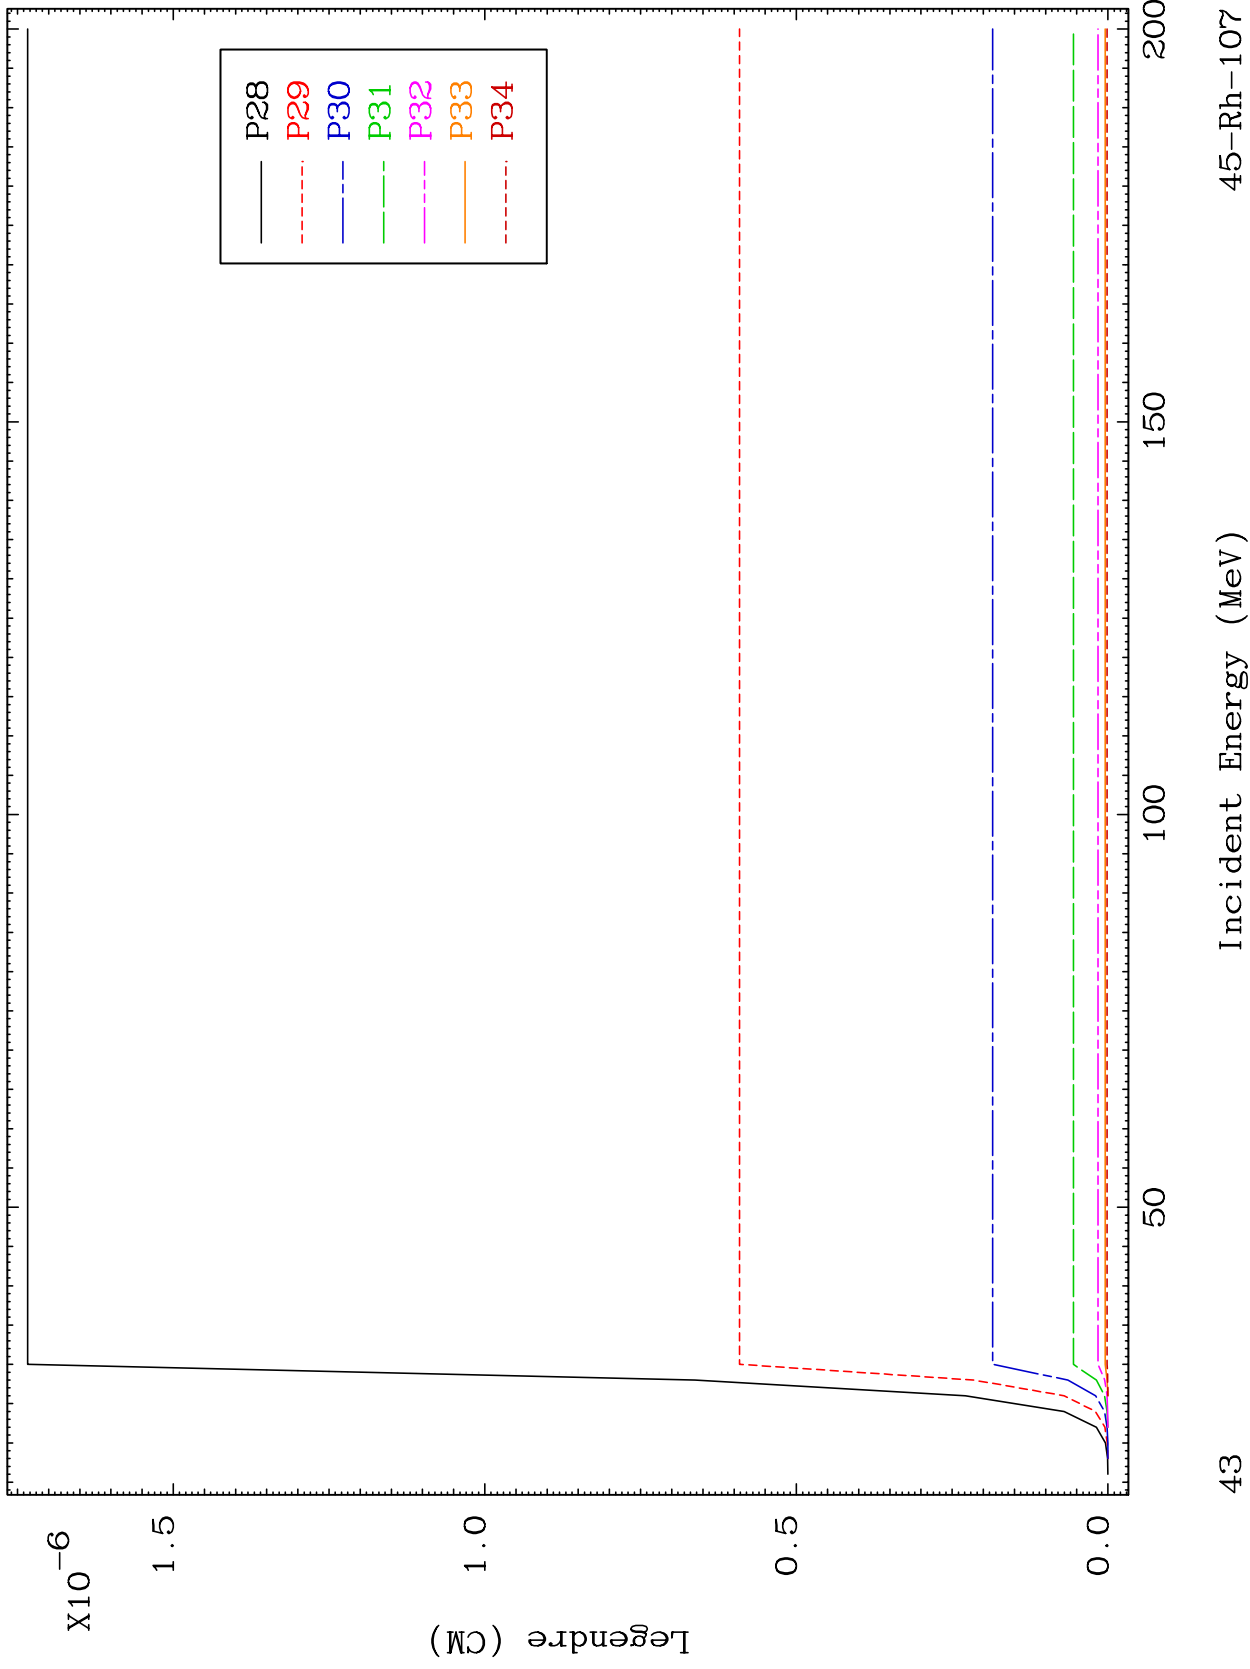 X10-6
1.5
1.0
0.5
0.0
Legendre (CM)
P28
P29
P30
P31
P32
P33
P34
50
100
150
200
Incident Energy (MeV)
43
45-Rh-107